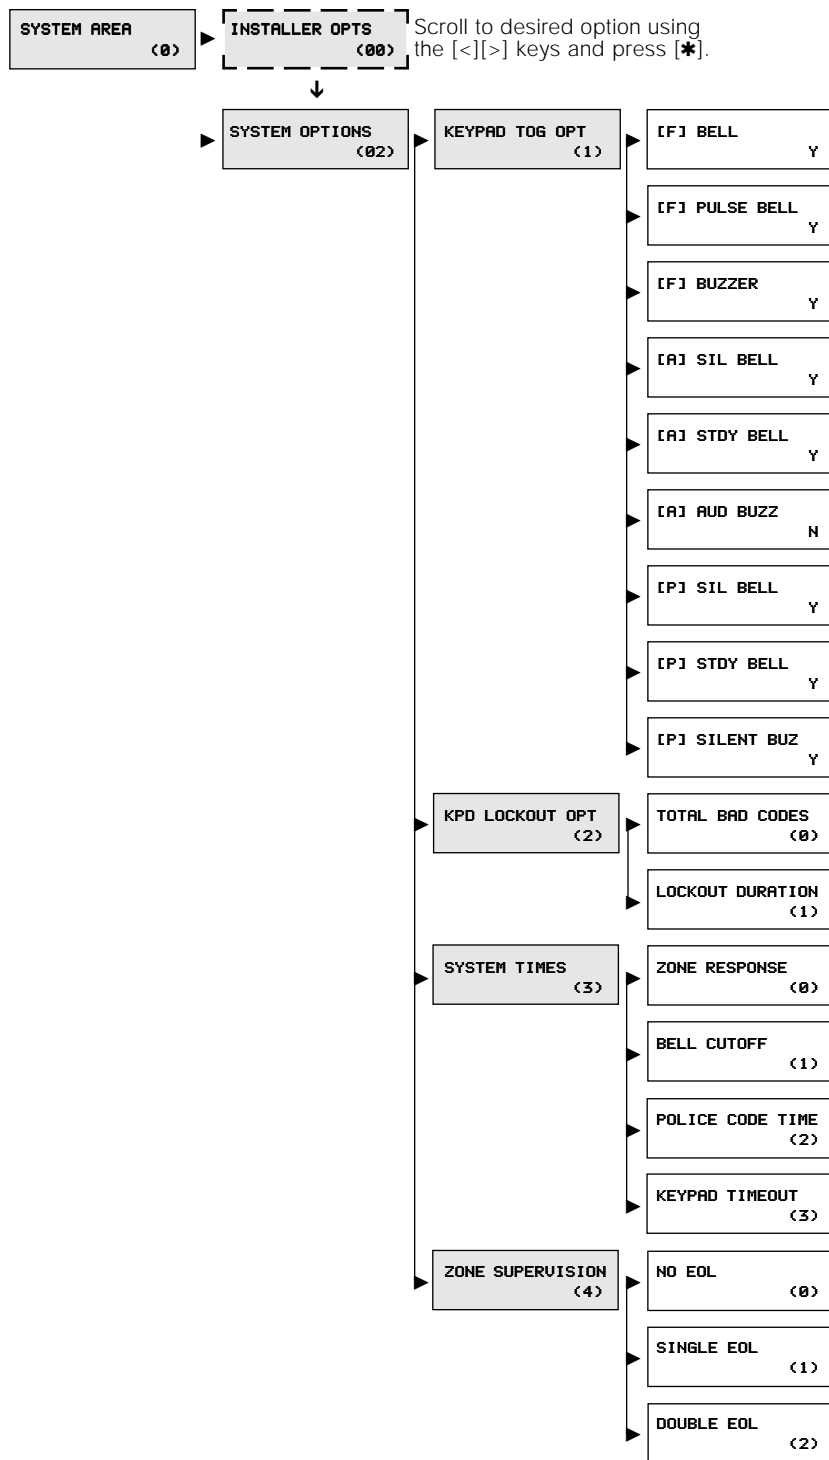 SYSTEM AREA
(0)
INSTALLER OPTS
(00)
Scroll to desired option using
the [<][>] keys and press [✱].
SYSTEM OPTIONS
(02)
KEYPAD TOG OPT
(1)
[F] BELL
Y
[F] PULSE BELL
Y
[F] BUZZER
Y
[A] SIL BELL
Y
[A] STDY BELL
Y
[A] AUD BUZZ
N
[P] SIL BELL
Y
[P] STDY BELL
Y
[P] SILENT BUZ
Y
KPD LOCKOUT OPT
(2)
TOTAL BAD CODES
(0)
LOCKOUT DURATION
(1)
SYSTEM TIMES
(3)
ZONE RESPONSE
(0)
BELL CUTOFF
(1)
POLICE CODE TIME
(2)
KEYPAD TIMEOUT
(3)
ZONE SUPERVISION
(4)
NO EOL
(0)
SINGLE EOL
(1)
DOUBLE EOL
(2)